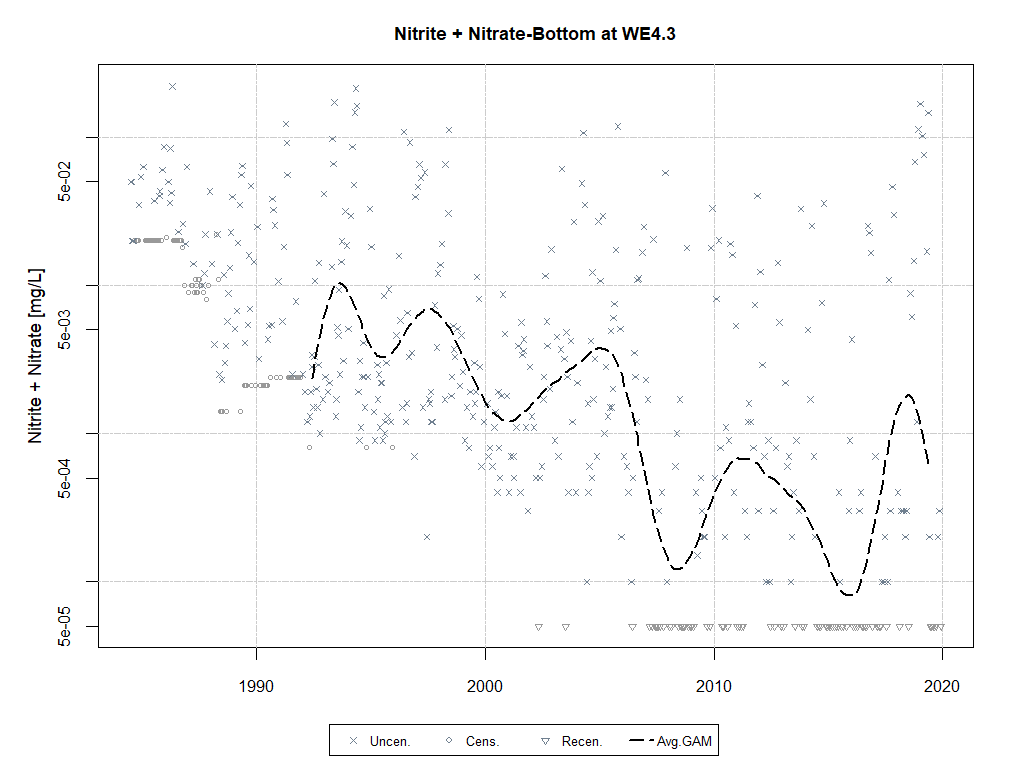 Nitrite + Nitrate-Bottom at WE4.3
Nitrite + Nitrate [mg/L]
5e-02
5e-03
5e-04
5e-05
1990 2000 2010 2020
Uncen. Cens. Recen. Avg.GAM